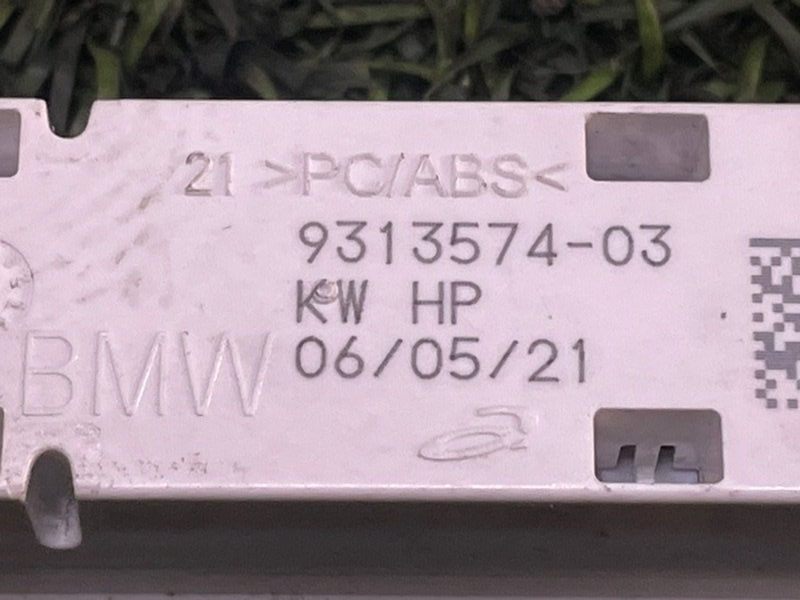 21 >PC/ABS<
9313574-03
KW HP
BMW
06/05/21